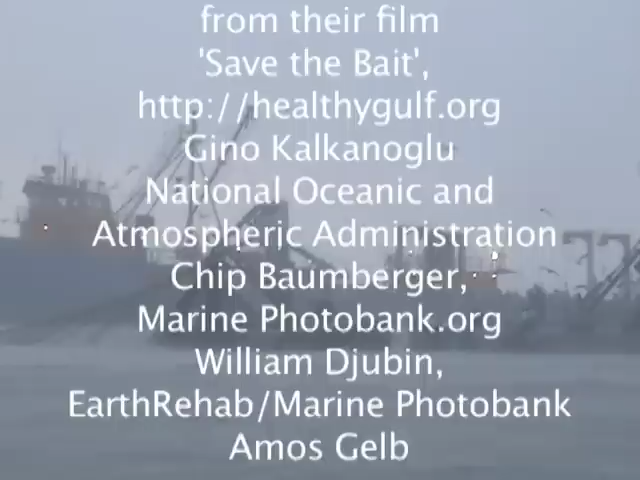 from their film
'Save the Bait',
http://healthygulf.org
Gino Kalkanoglu
National Oceanic and
Atmospheric Administration
Chip Baumberger,
Marine Photobank.org
William Djubin,
EarthRehab/Marine Photobank
Amos Gelb